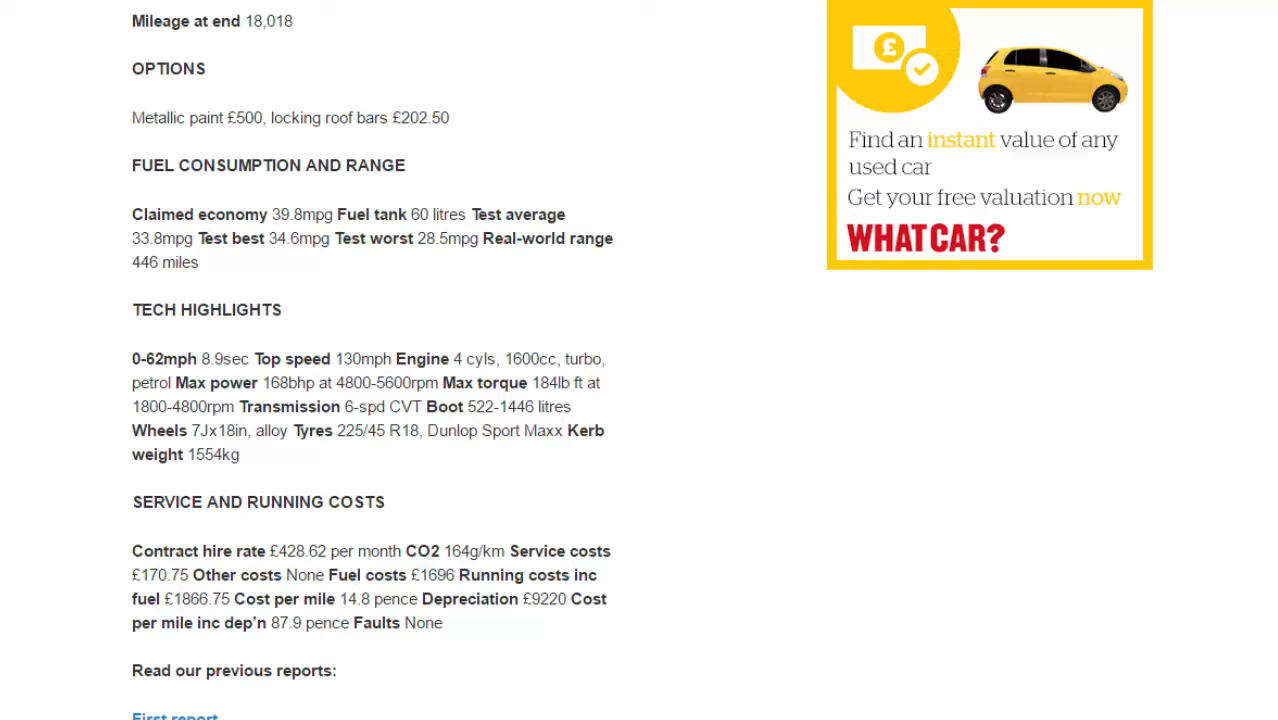 Mileage at end 18,018
OPTIONS
Metallic paint £500, locking roof bars £202.50
FUEL CONSUMPTION AND RANGE
Claimed economy 39.8mpg Fuel tank 60 litres Test average
33.8mpg Test best 34.6mpg Test worst 28.5mpg Real-world range
446 miles
TECH HIGHLIGHTS
0-62mph 8.9sec Top speed 130mph Engine 4 cyls, 1600cc, turbo,
petrol Max power 168bhp at 4800-5600rpm Max torque 184lb ft at
1800-4800rpm Transmission 6-spd CVT Boot 522-1446 litres
Wheels 7Jx18in, alloy Tyres 225/45 R18, Dunlop Sport Maxx Kerb
weight 1554kg
SERVICE AND RUNNING COSTS
Contract hire rate £428.62 per month CO2 164g/km Service costs
£170.75 Other costs None Fuel costs £1696 Running costs inc
fuel £1866.75 Cost per mile 14.8 pence Depreciation £9220 Cost
per mile inc dep’n 87.9 pence Faults None
Read our previous reports:
First report
£
Find an instant value of any
used car
Get your free valuation now
WHAT CAR?